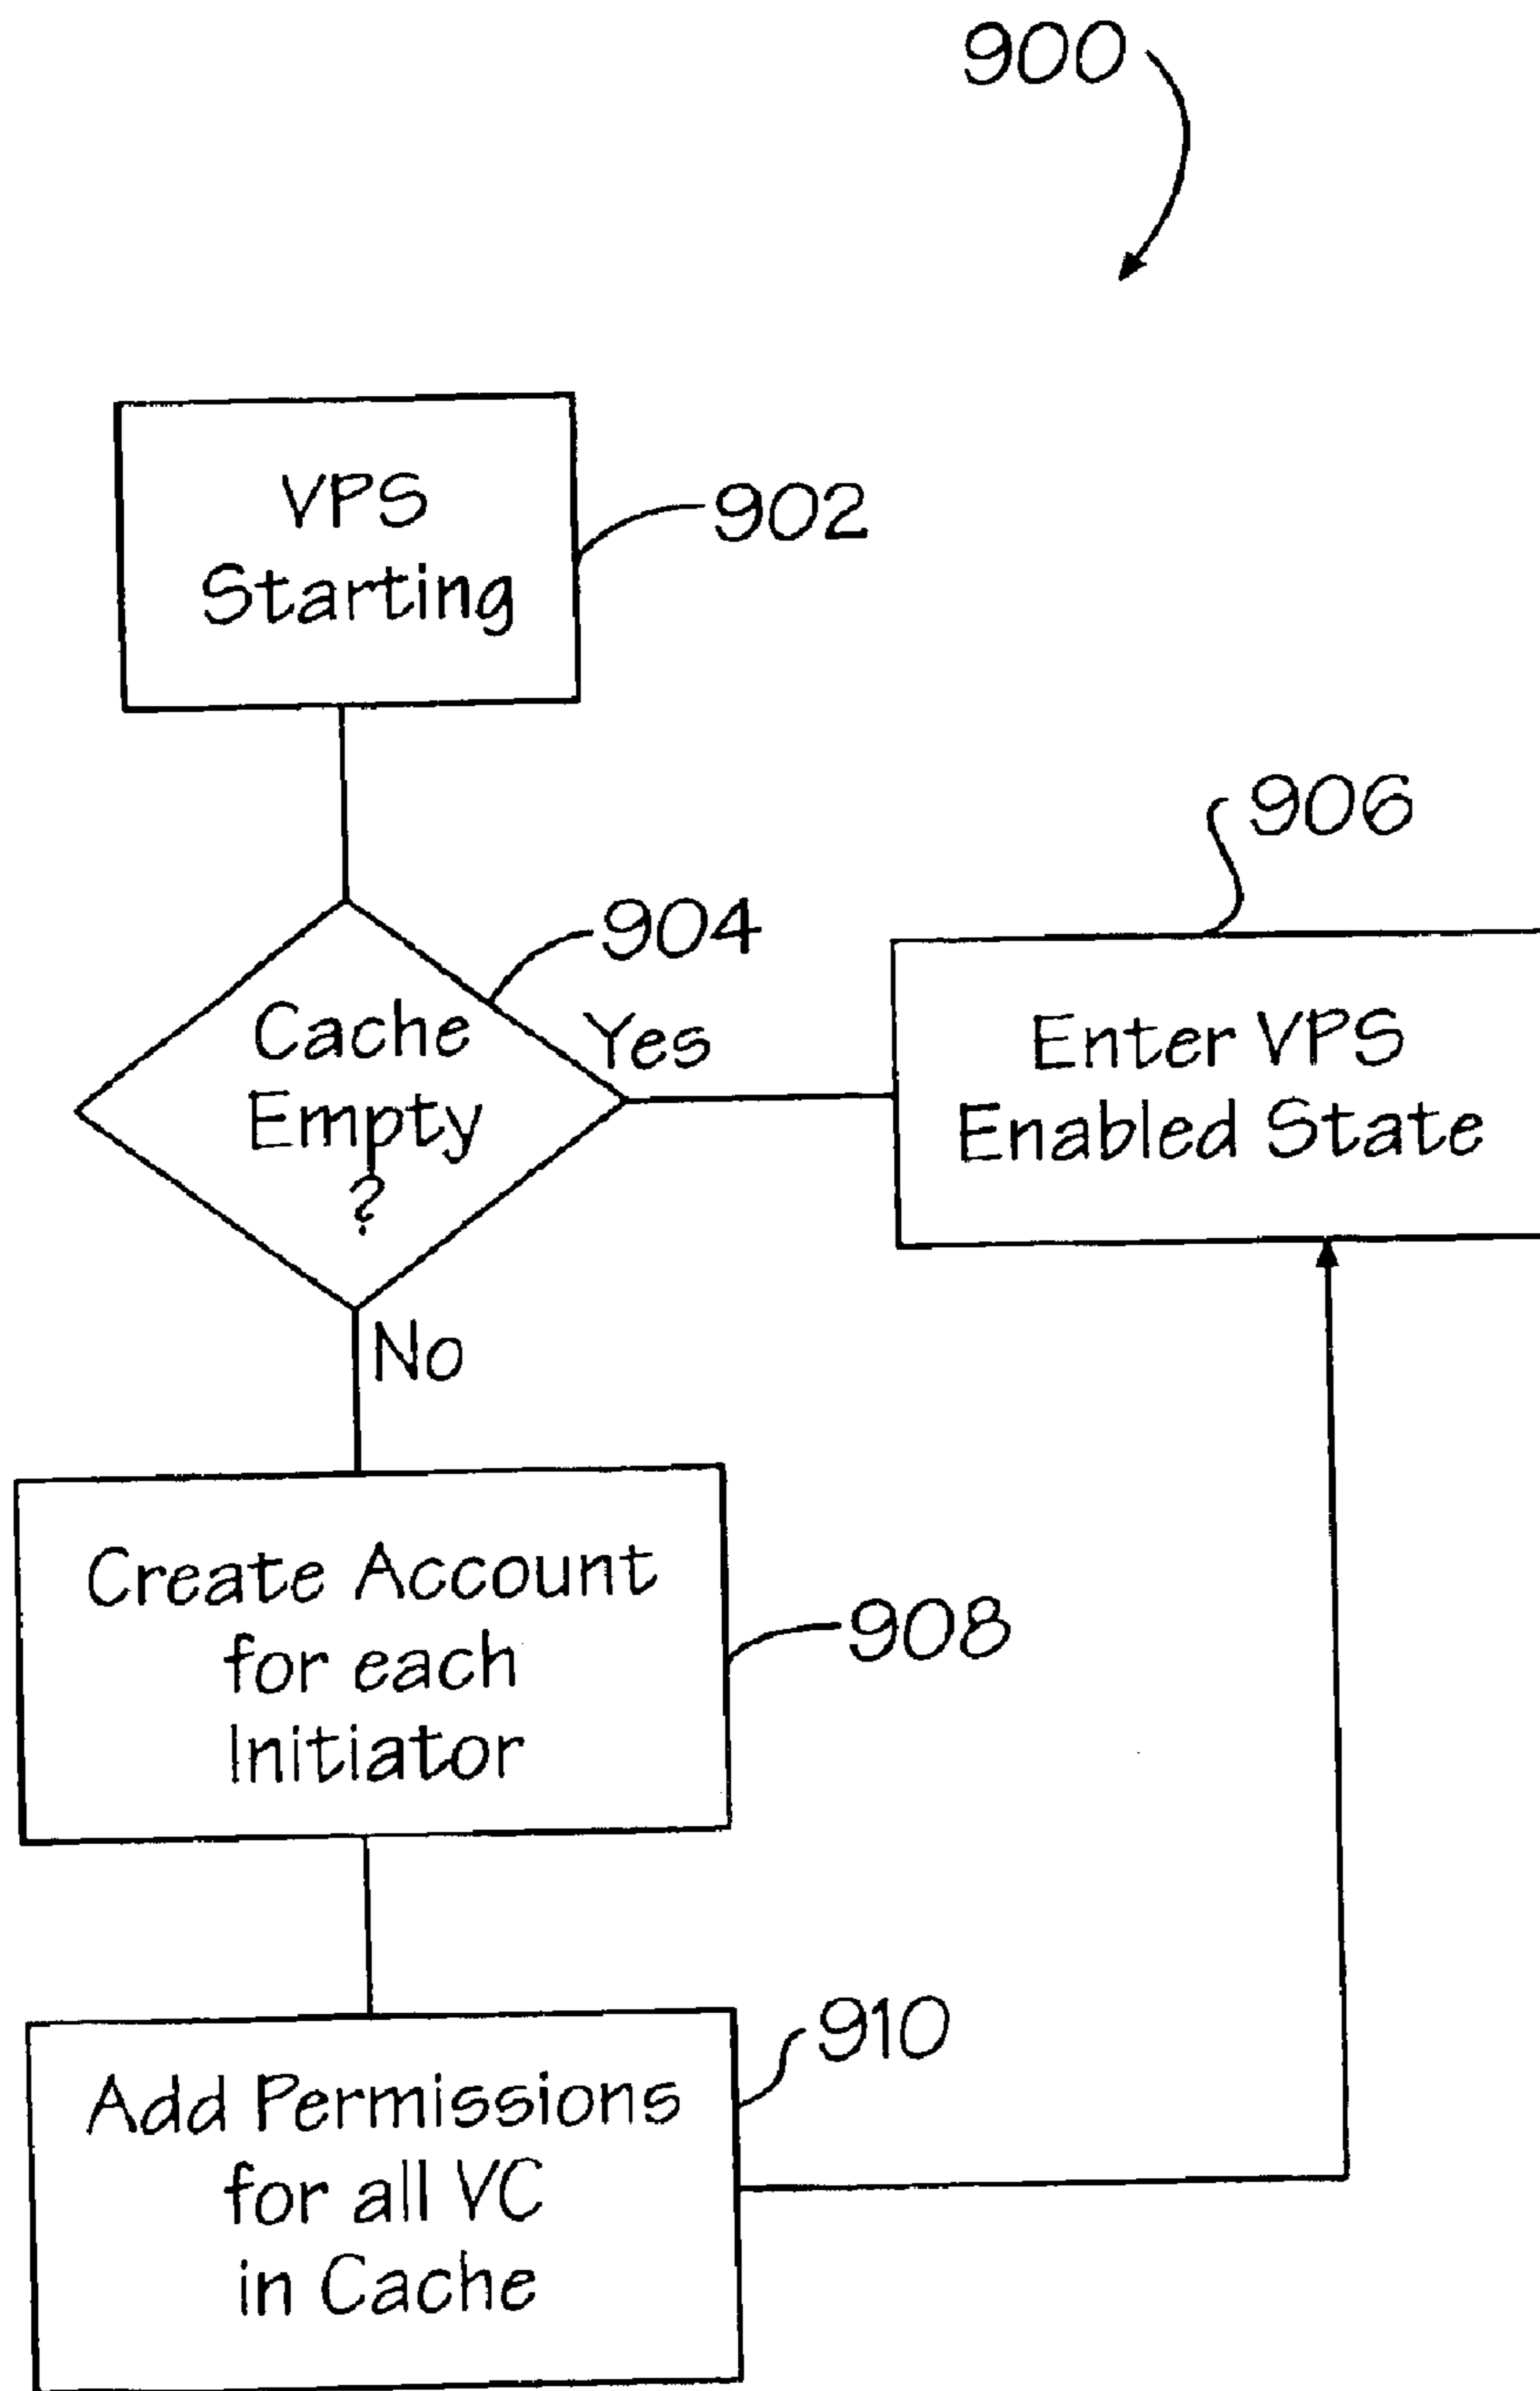 900
VPS
Starting
902
904
Cache
Empty
?
Yes
906
Enter VPS
Enabled State
No
Create Account
for each
Initiator
908
910
Add Permissions
for all VC
in Cache